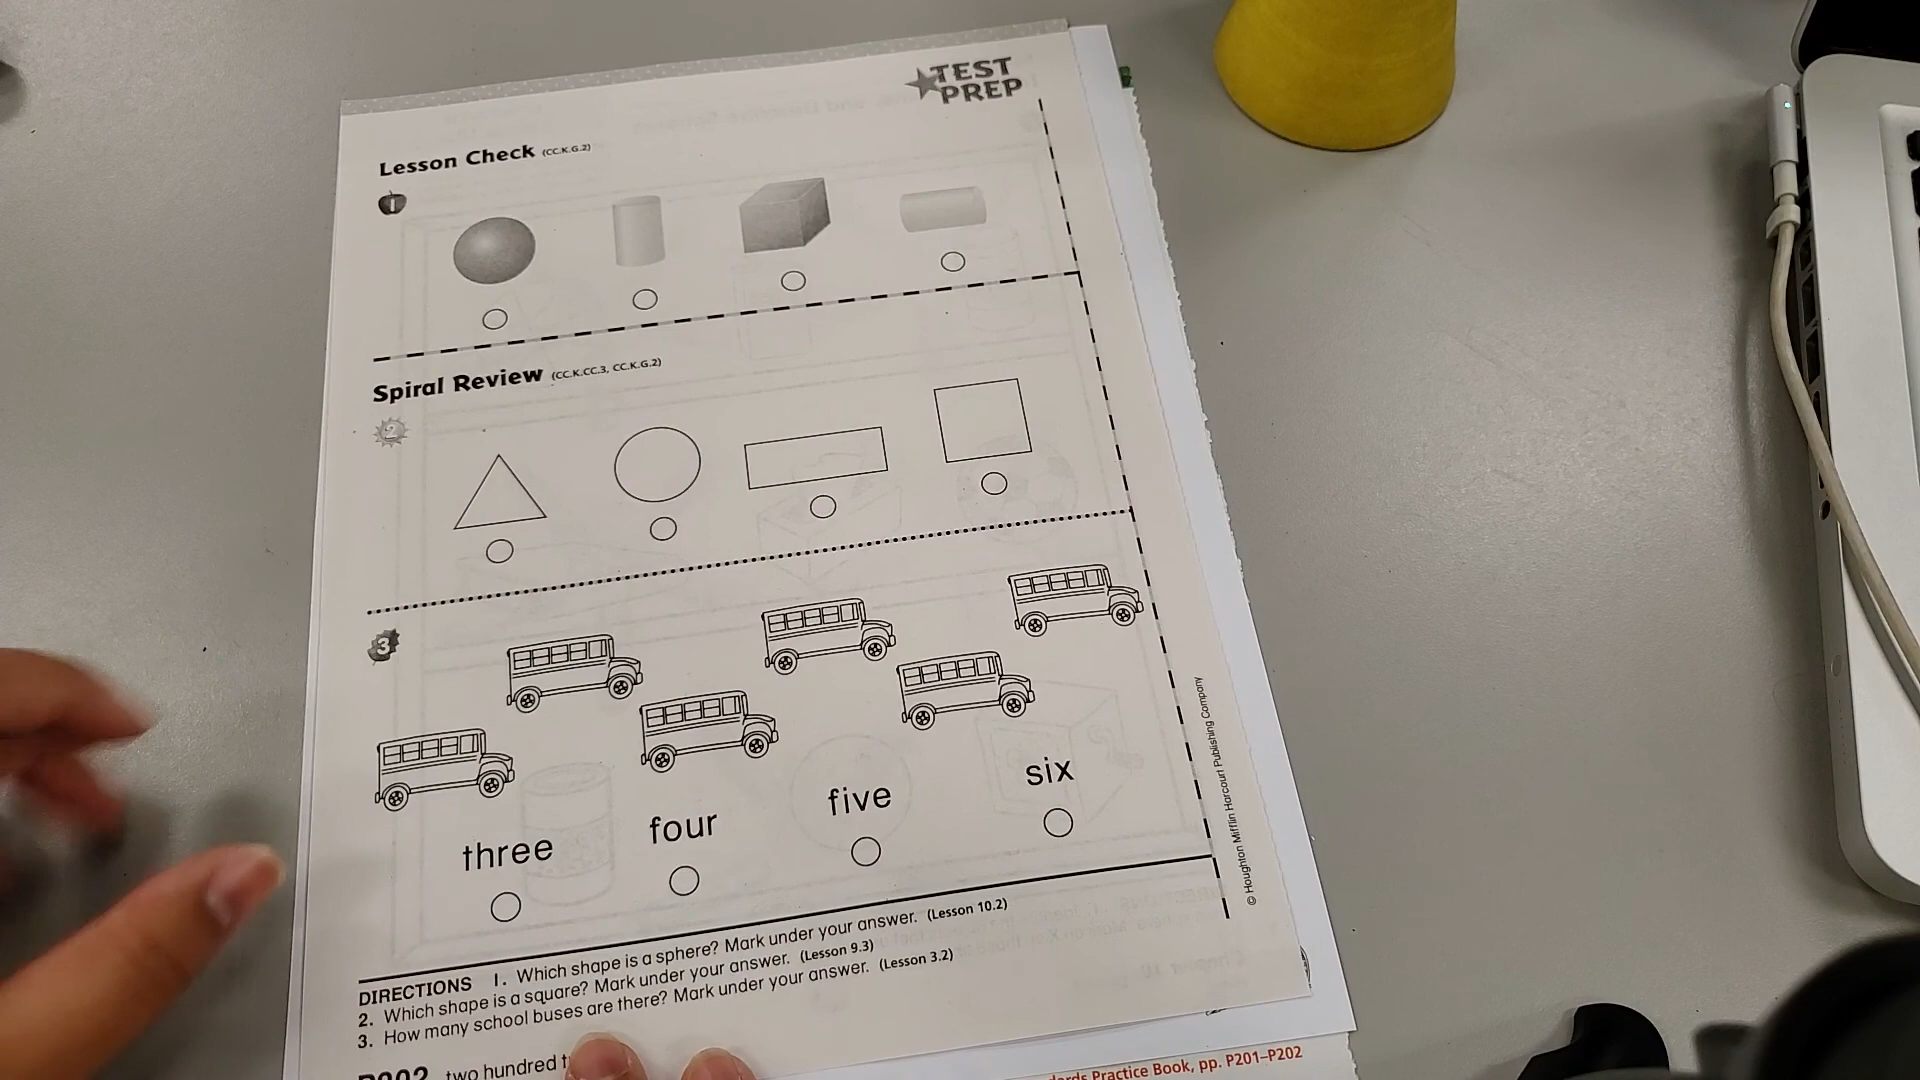 TEST
PREP
Lesson Check (CC.K.G.2)
1
Spiral Review (CC.K.CC.3, CC.K.G.2)
2
3
three four five six
DIRECTIONS 1. Which shape is a sphere? Mark under your answer. (Lesson 10.2)
2. Which shape is a square? Mark under your answer. (Lesson 9.3)
3. How many school buses are there? Mark under your answer. (Lesson 3.2)
© Houghton Mifflin Harcourt Publishing Company
P202 two hundred
Practice Book, pp. P201–P202